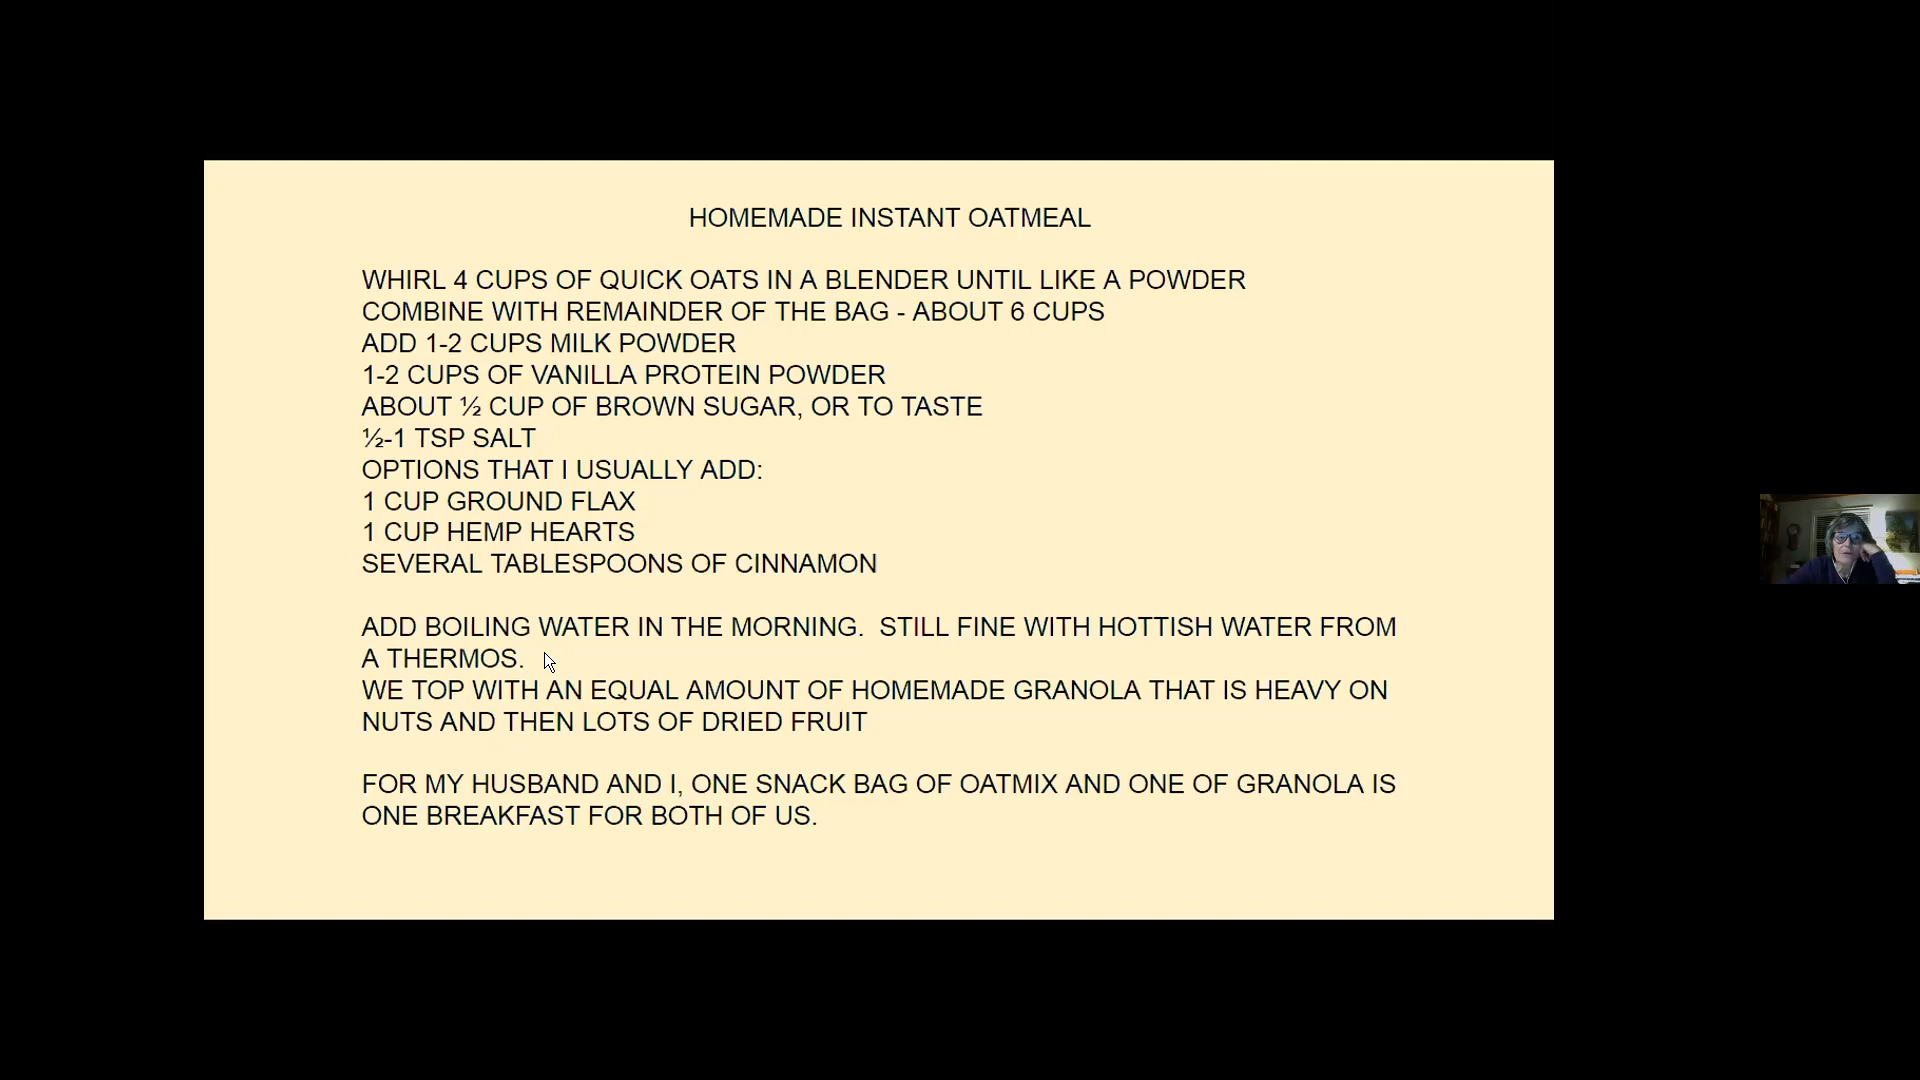 HOMEMADE INSTANT OATMEAL
WHIRL 4 CUPS OF QUICK OATS IN A BLENDER UNTIL LIKE A POWDER
COMBINE WITH REMAINDER OF THE BAG - ABOUT 6 CUPS
ADD 1-2 CUPS MILK POWDER
1-2 CUPS OF VANILLA PROTEIN POWDER
ABOUT ½ CUP OF BROWN SUGAR, OR TO TASTE
½-1 TSP SALT
OPTIONS THAT I USUALLY ADD:
1 CUP GROUND FLAX
1 CUP HEMP HEARTS
SEVERAL TABLESPOONS OF CINNAMON
ADD BOILING WATER IN THE MORNING.  STILL FINE WITH HOTTISH WATER FROM
A THERMOS.
WE TOP WITH AN EQUAL AMOUNT OF HOMEMADE GRANOLA THAT IS HEAVY ON
NUTS AND THEN LOTS OF DRIED FRUIT
FOR MY HUSBAND AND I, ONE SNACK BAG OF OATMIX AND ONE OF GRANOLA IS
ONE BREAKFAST FOR BOTH OF US.